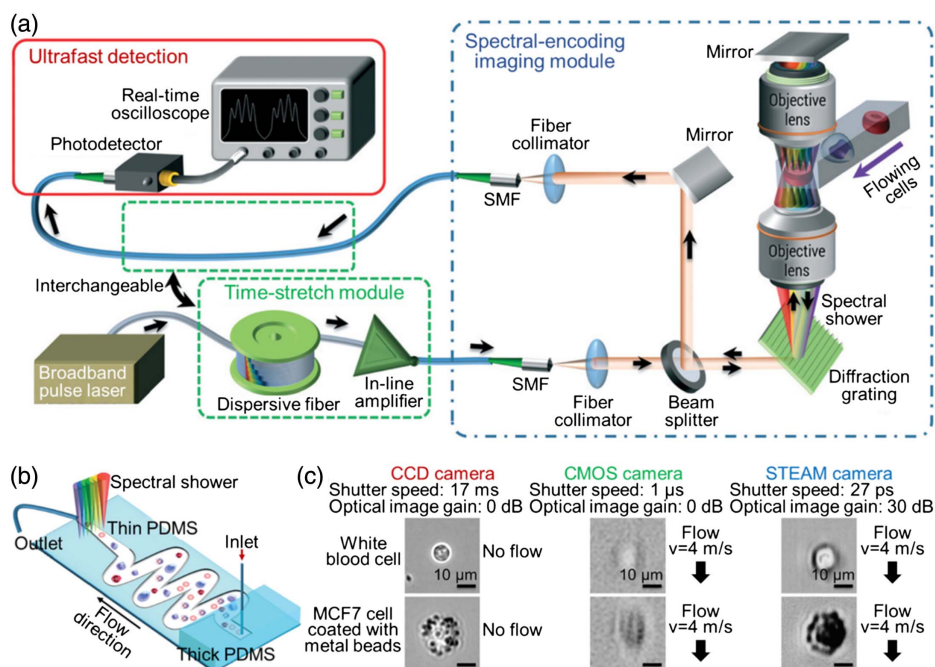 (a)
Ultrafast detection
Real-time
oscilloscope
Photodetector
Interchangeable
Time-stretch module
Broadband
pulse laser
Dispersive fiber
In-line
amplifier
Spectral-encoding
imaging module
Mirror
Objective
lens
Fiber
collimator
Mirror
SMF
Flowing
cells
Objective
lens
Spectral
shower
SMF
Fiber
collimator
Beam
splitter
Diffraction
grating
(b)
Spectral shower
Thin PDMS
Outlet
Inlet
Flow
direction
Thick PDMS
(c)
CCD camera
Shutter speed: 17 ms
Optical image gain: 0 dB
CMOS camera
Shutter speed: 1 μs
Optical image gain: 0 dB
STEAM camera
Shutter speed: 27 ps
Optical image gain: 30 dB
White
blood cell
10 μm
No flow
10 μm
Flow
v=4 m/s
10 μm
Flow
v=4 m/s
MCF7 cell
coated with
metal beads
No flow
Flow
v=4 m/s
Flow
v=4 m/s